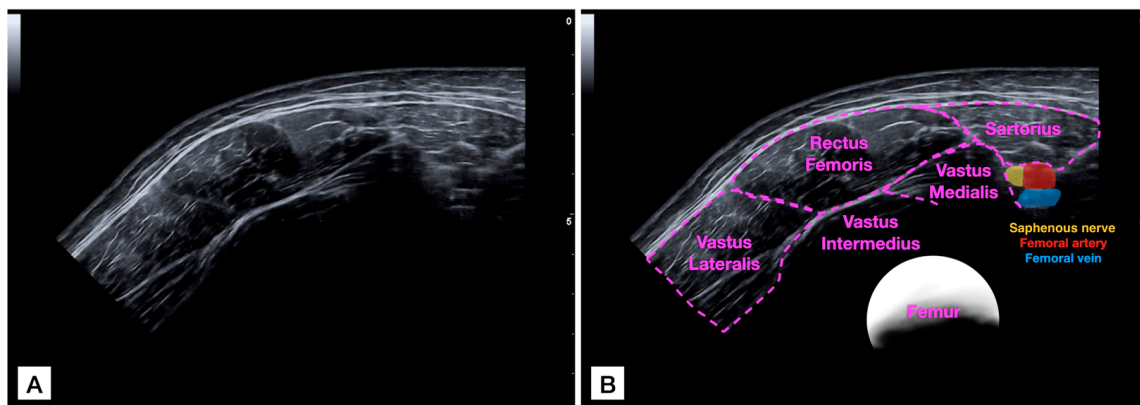 0
5
A
Rectus
Femoris
Sartorius
Vastus
Medialis
Vastus
Intermedius
Vastus
Lateralis
Saphenous nerve
Femoral artery
Femoral vein
Femur
B